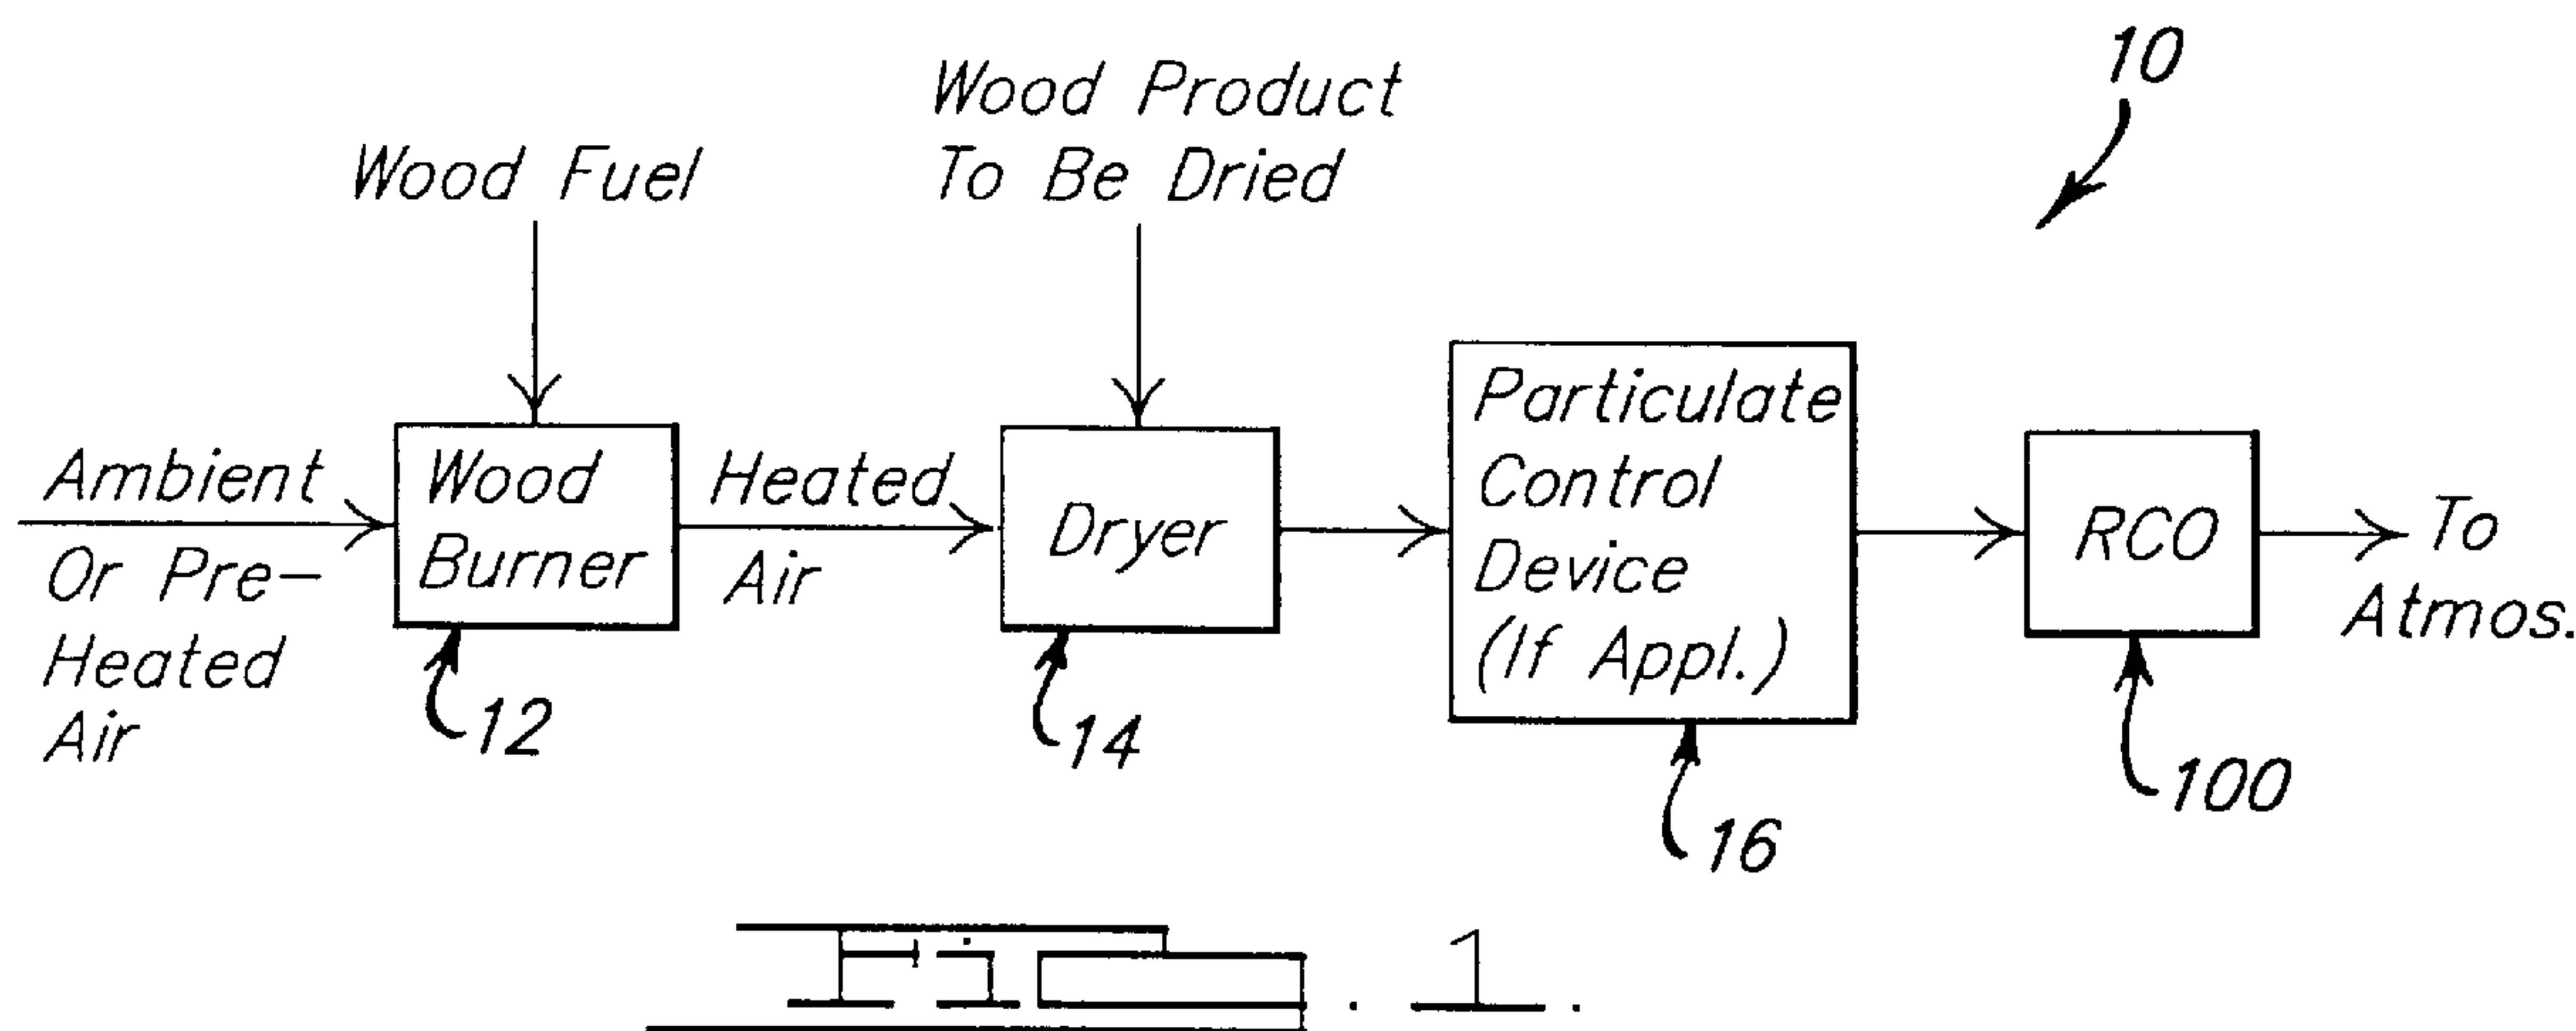 10
Wood Product
To Be Dried
Wood Fuel
Ambient
Or Pre-
Heated
Air
Wood
Burner
12
Heated
Air
Dryer
14
Particulate
Control
Device
(If Appl.)
16
RCO
100
To
Atmos.
Fig. 1.